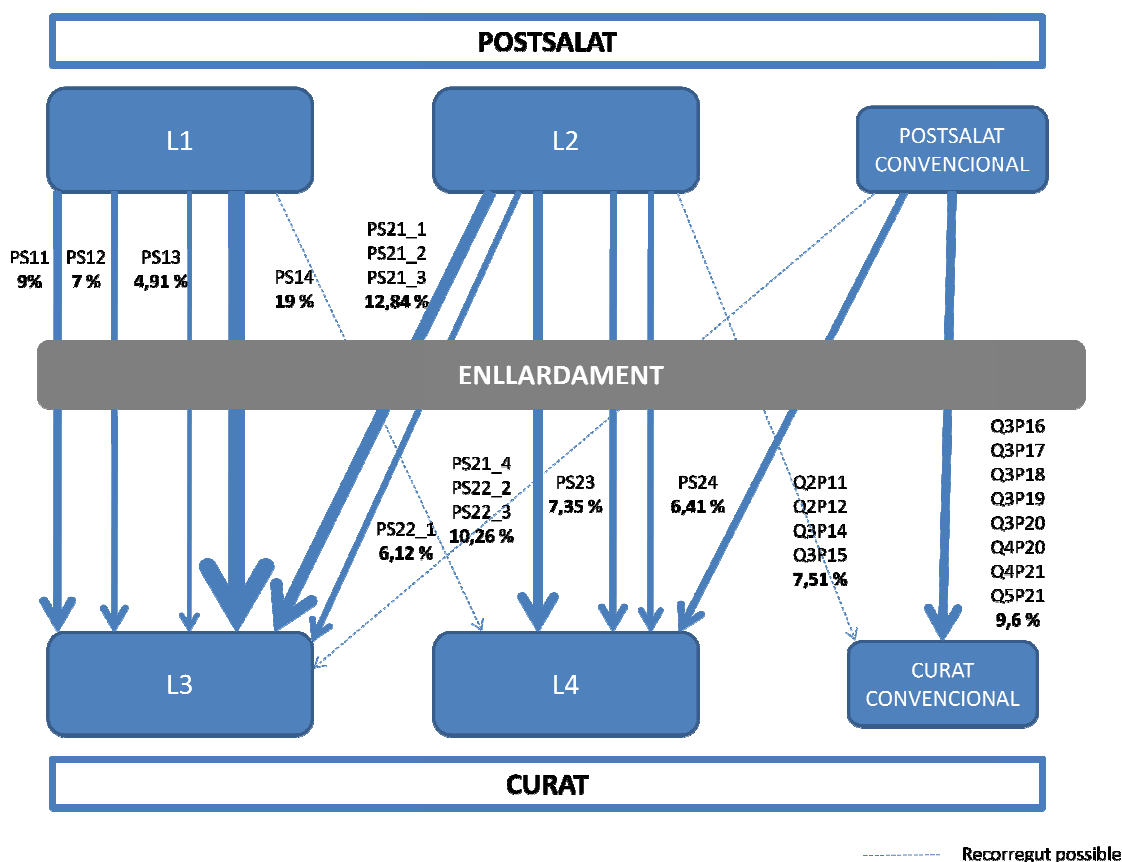 POSTSALAT
L1
L2
POSTSALAT
CONVENCIONAL
PS11
9%
PS12
7 %
PS13
4,91 %
PS14
19 %
PS21_1
PS21_2
PS21_3
12,84 %
ENLLARDAMENT
PS22_1
6,12 %
PS21_4
PS22_2
PS22_3
10,26 %
PS23
7,35 %
PS24
6,41 %
Q2P11
Q2P12
Q3P14
Q3P15
7,51 %
Q3P16
Q3P17
Q3P18
Q3P19
Q3P20
Q4P20
Q4P21
Q5P21
9,6 %
L3
L4
CURAT
CONVENCIONAL
CURAT
Recorregut possible